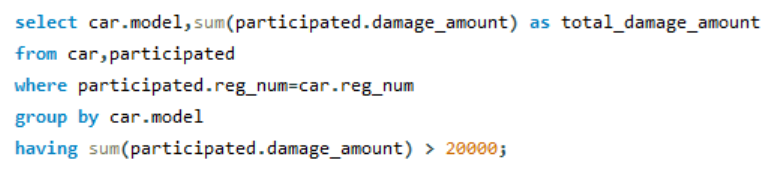 select car.model,sum(participated.damage_amount) as total_damage_amount
from car,participated
where participated.reg_num=car.reg_num
group by car.model
having sum(participated.damage_amount) > 20000;